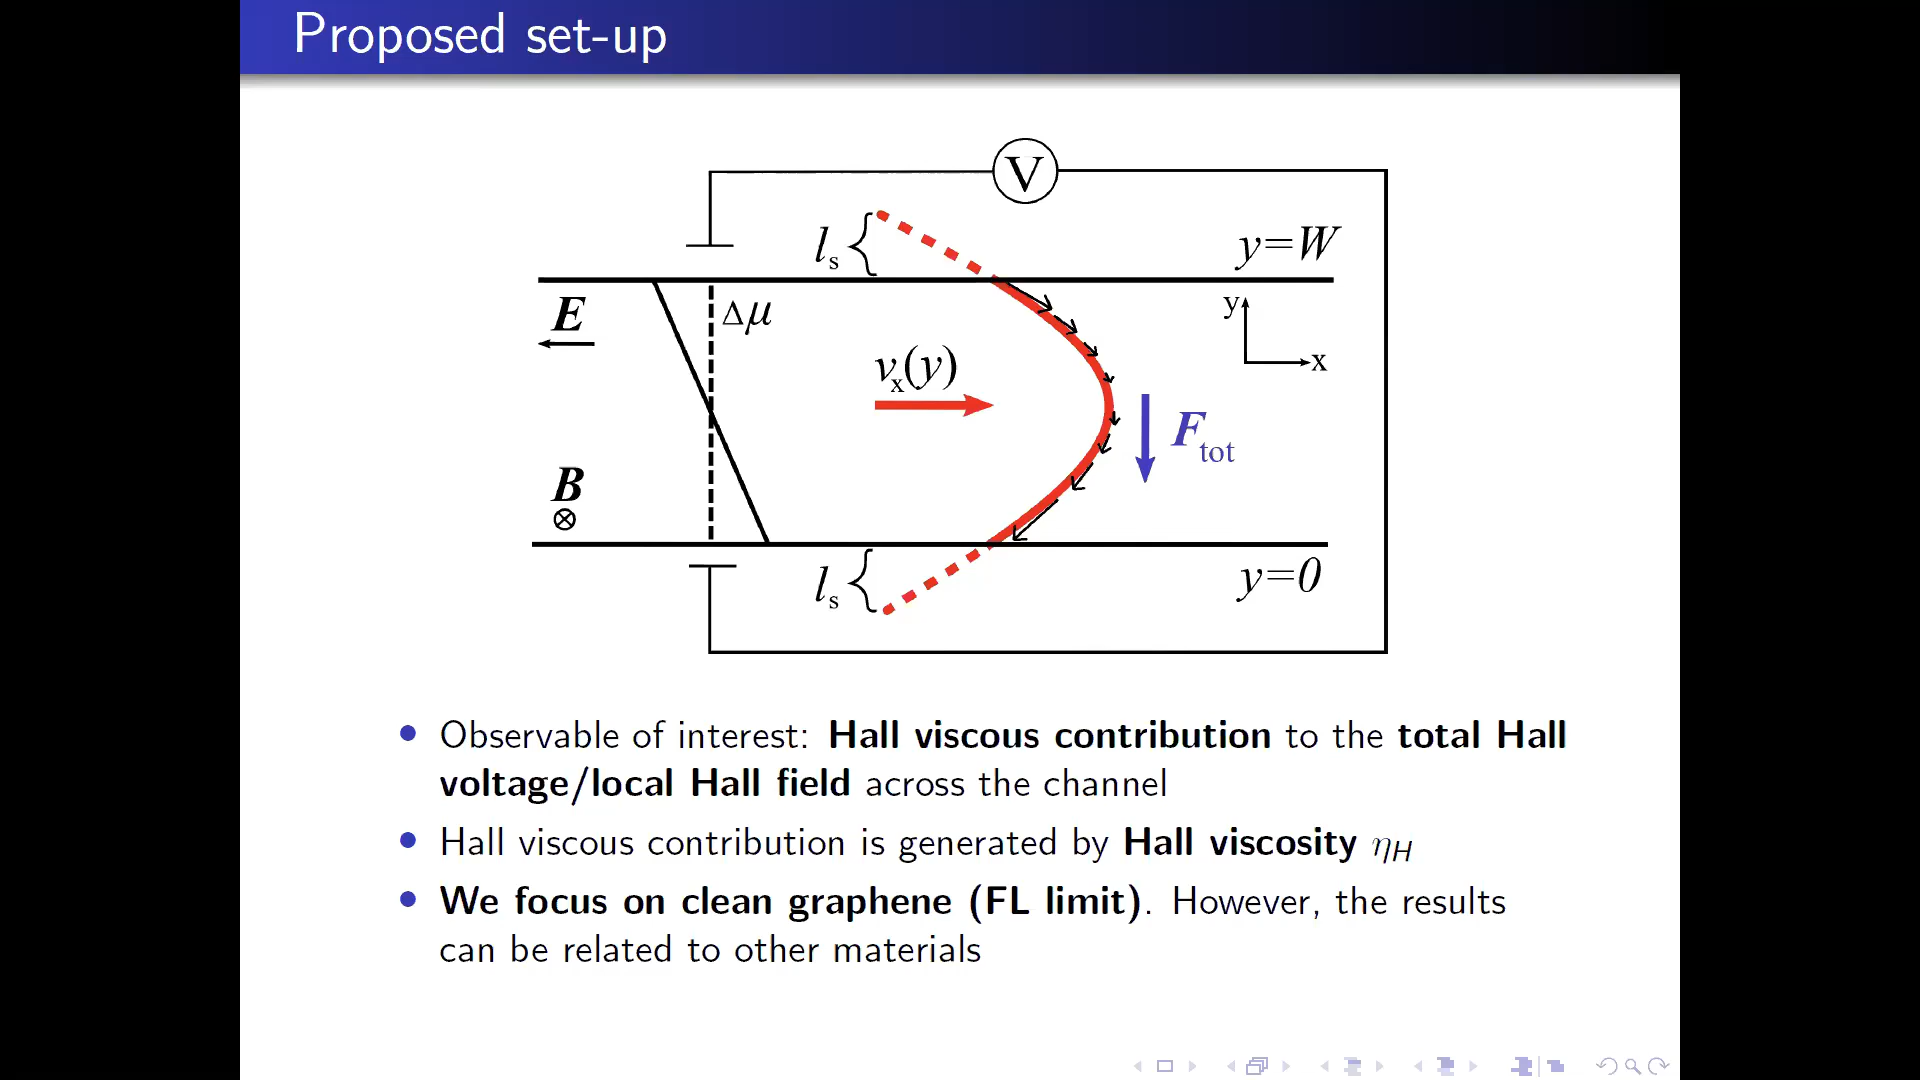 Proposed set-up
V
l_s
y=W
E
Δμ
y
v_x(y)
x
F_tot
B
l_s
y=0
Observable of interest: Hall viscous contribution to the total Hall
voltage/local Hall field across the channel
Hall viscous contribution is generated by Hall viscosity η_H
We focus on clean graphene (FL limit). However, the results
can be related to other materials